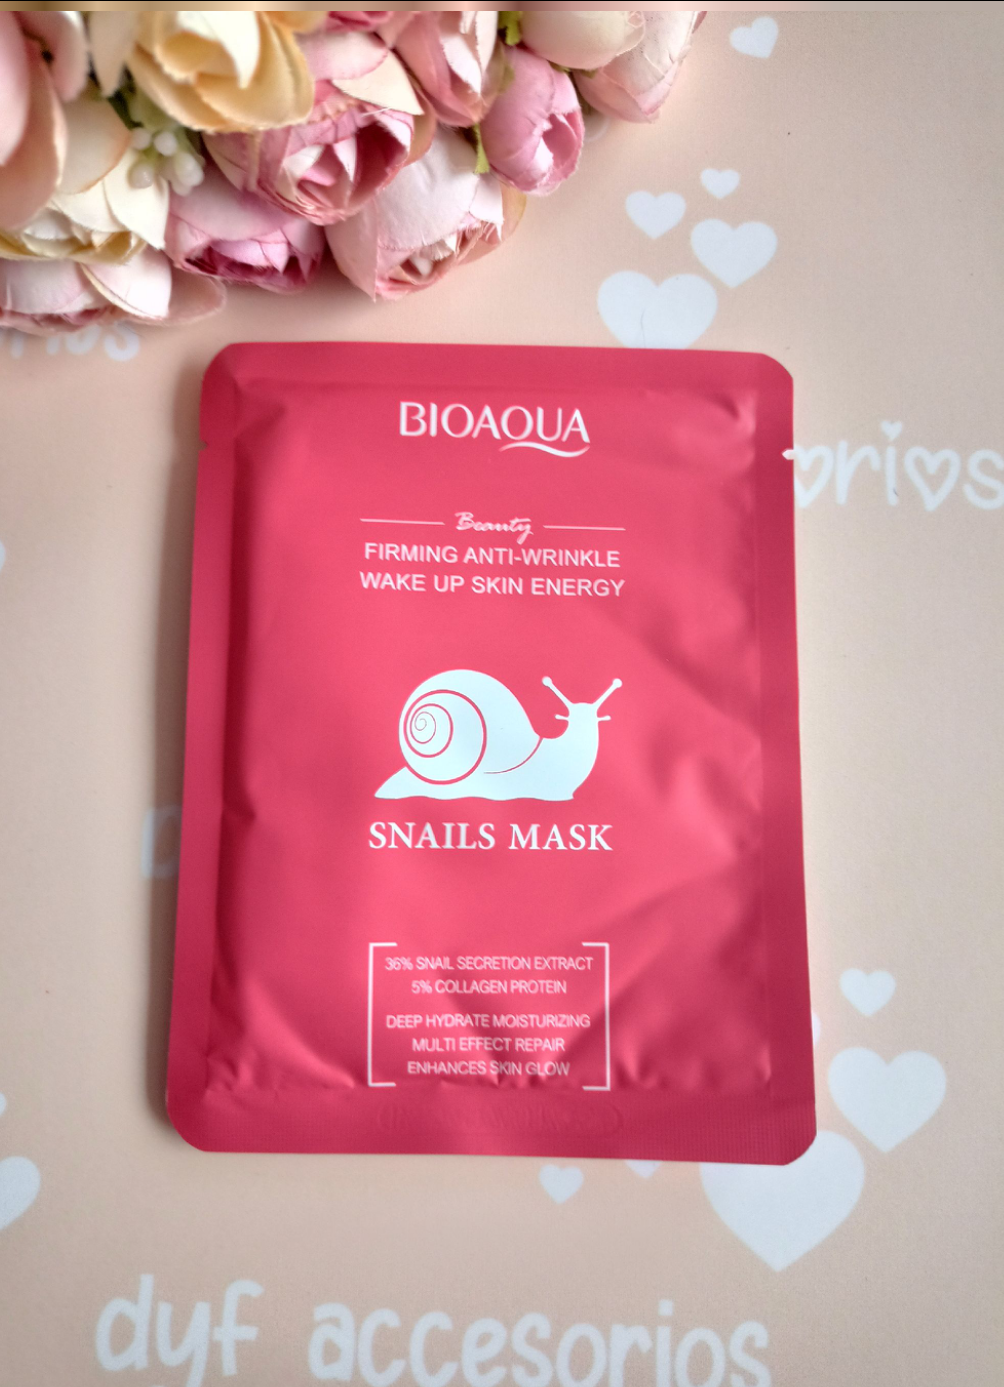 BIOAQUA
Beauty
FIRMING ANTI-WRINKLE
WAKE UP SKIN ENERGY
SNAILS MASK
36% SNAIL SECRETION EXTRACT
5% COLLAGEN PROTEIN
DEEP HYDRATE MOISTURIZING
MULTI EFFECT REPAIR
ENHANCES SKIN GLOW
dyf accesorios